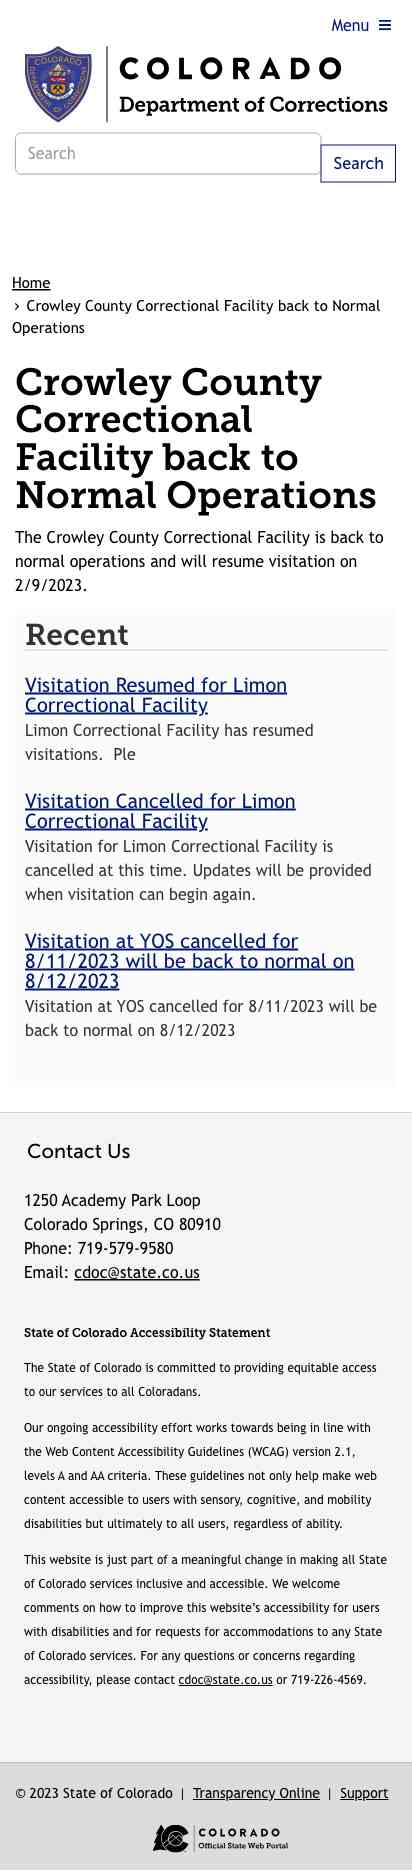 Menu
COLORADO
Department of Corrections
Search
Search
Home
› Crowley County Correctional Facility back to Normal
Operations
Crowley County
Correctional
Facility back to
Normal Operations
The Crowley County Correctional Facility is back to
normal operations and will resume visitation on
2/9/2023.
Recent
Visitation Resumed for Limon
Correctional Facility
Limon Correctional Facility has resumed
visitations.  Ple
Visitation Cancelled for Limon
Correctional Facility
Visitation for Limon Correctional Facility is
cancelled at this time. Updates will be provided
when visitation can begin again.
Visitation at YOS cancelled for
8/11/2023 will be back to normal on
8/12/2023
Visitation at YOS cancelled for 8/11/2023 will be
back to normal on 8/12/2023
Contact Us
1250 Academy Park Loop
Colorado Springs, CO 80910
Phone: 719-579-9580
Email: cdoc@state.co.us
State of Colorado Accessibility Statement
The State of Colorado is committed to providing equitable access
to our services to all Coloradans.
Our ongoing accessibility effort works towards being in line with
the Web Content Accessibility Guidelines (WCAG) version 2.1,
levels A and AA criteria. These guidelines not only help make web
content accessible to users with sensory, cognitive, and mobility
disabilities but ultimately to all users, regardless of ability.
This website is just part of a meaningful change in making all State
of Colorado services inclusive and accessible. We welcome
comments on how to improve this website’s accessibility for users
with disabilities and for requests for accommodations to any State
of Colorado services. For any questions or concerns regarding
accessibility, please contact cdoc@state.co.us or 719-226-4569.
© 2023 State of Colorado | Transparency Online | Support
COLORADO
Official State Web Portal